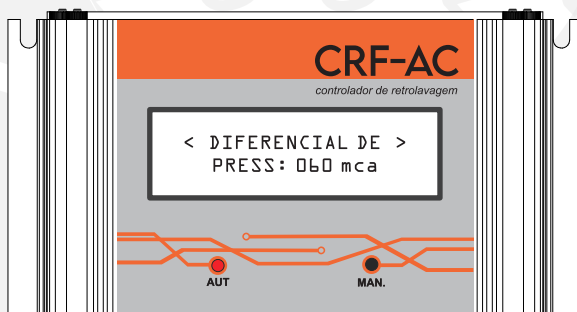 CRF-AC
controlador de retrolavagem
< DIFERENCIAL DE >
PRESS: 060 mca
AUT
MAN.